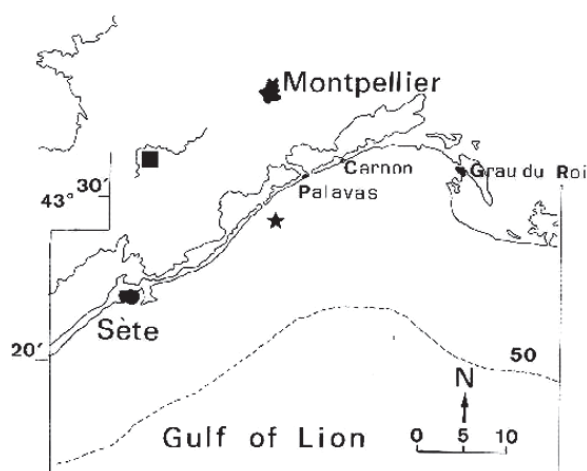 Montpellier
Carnon
Grau du Roi
Palavas
43° 30′
Sète
20′
50
N
Gulf of Lion
0 5 10